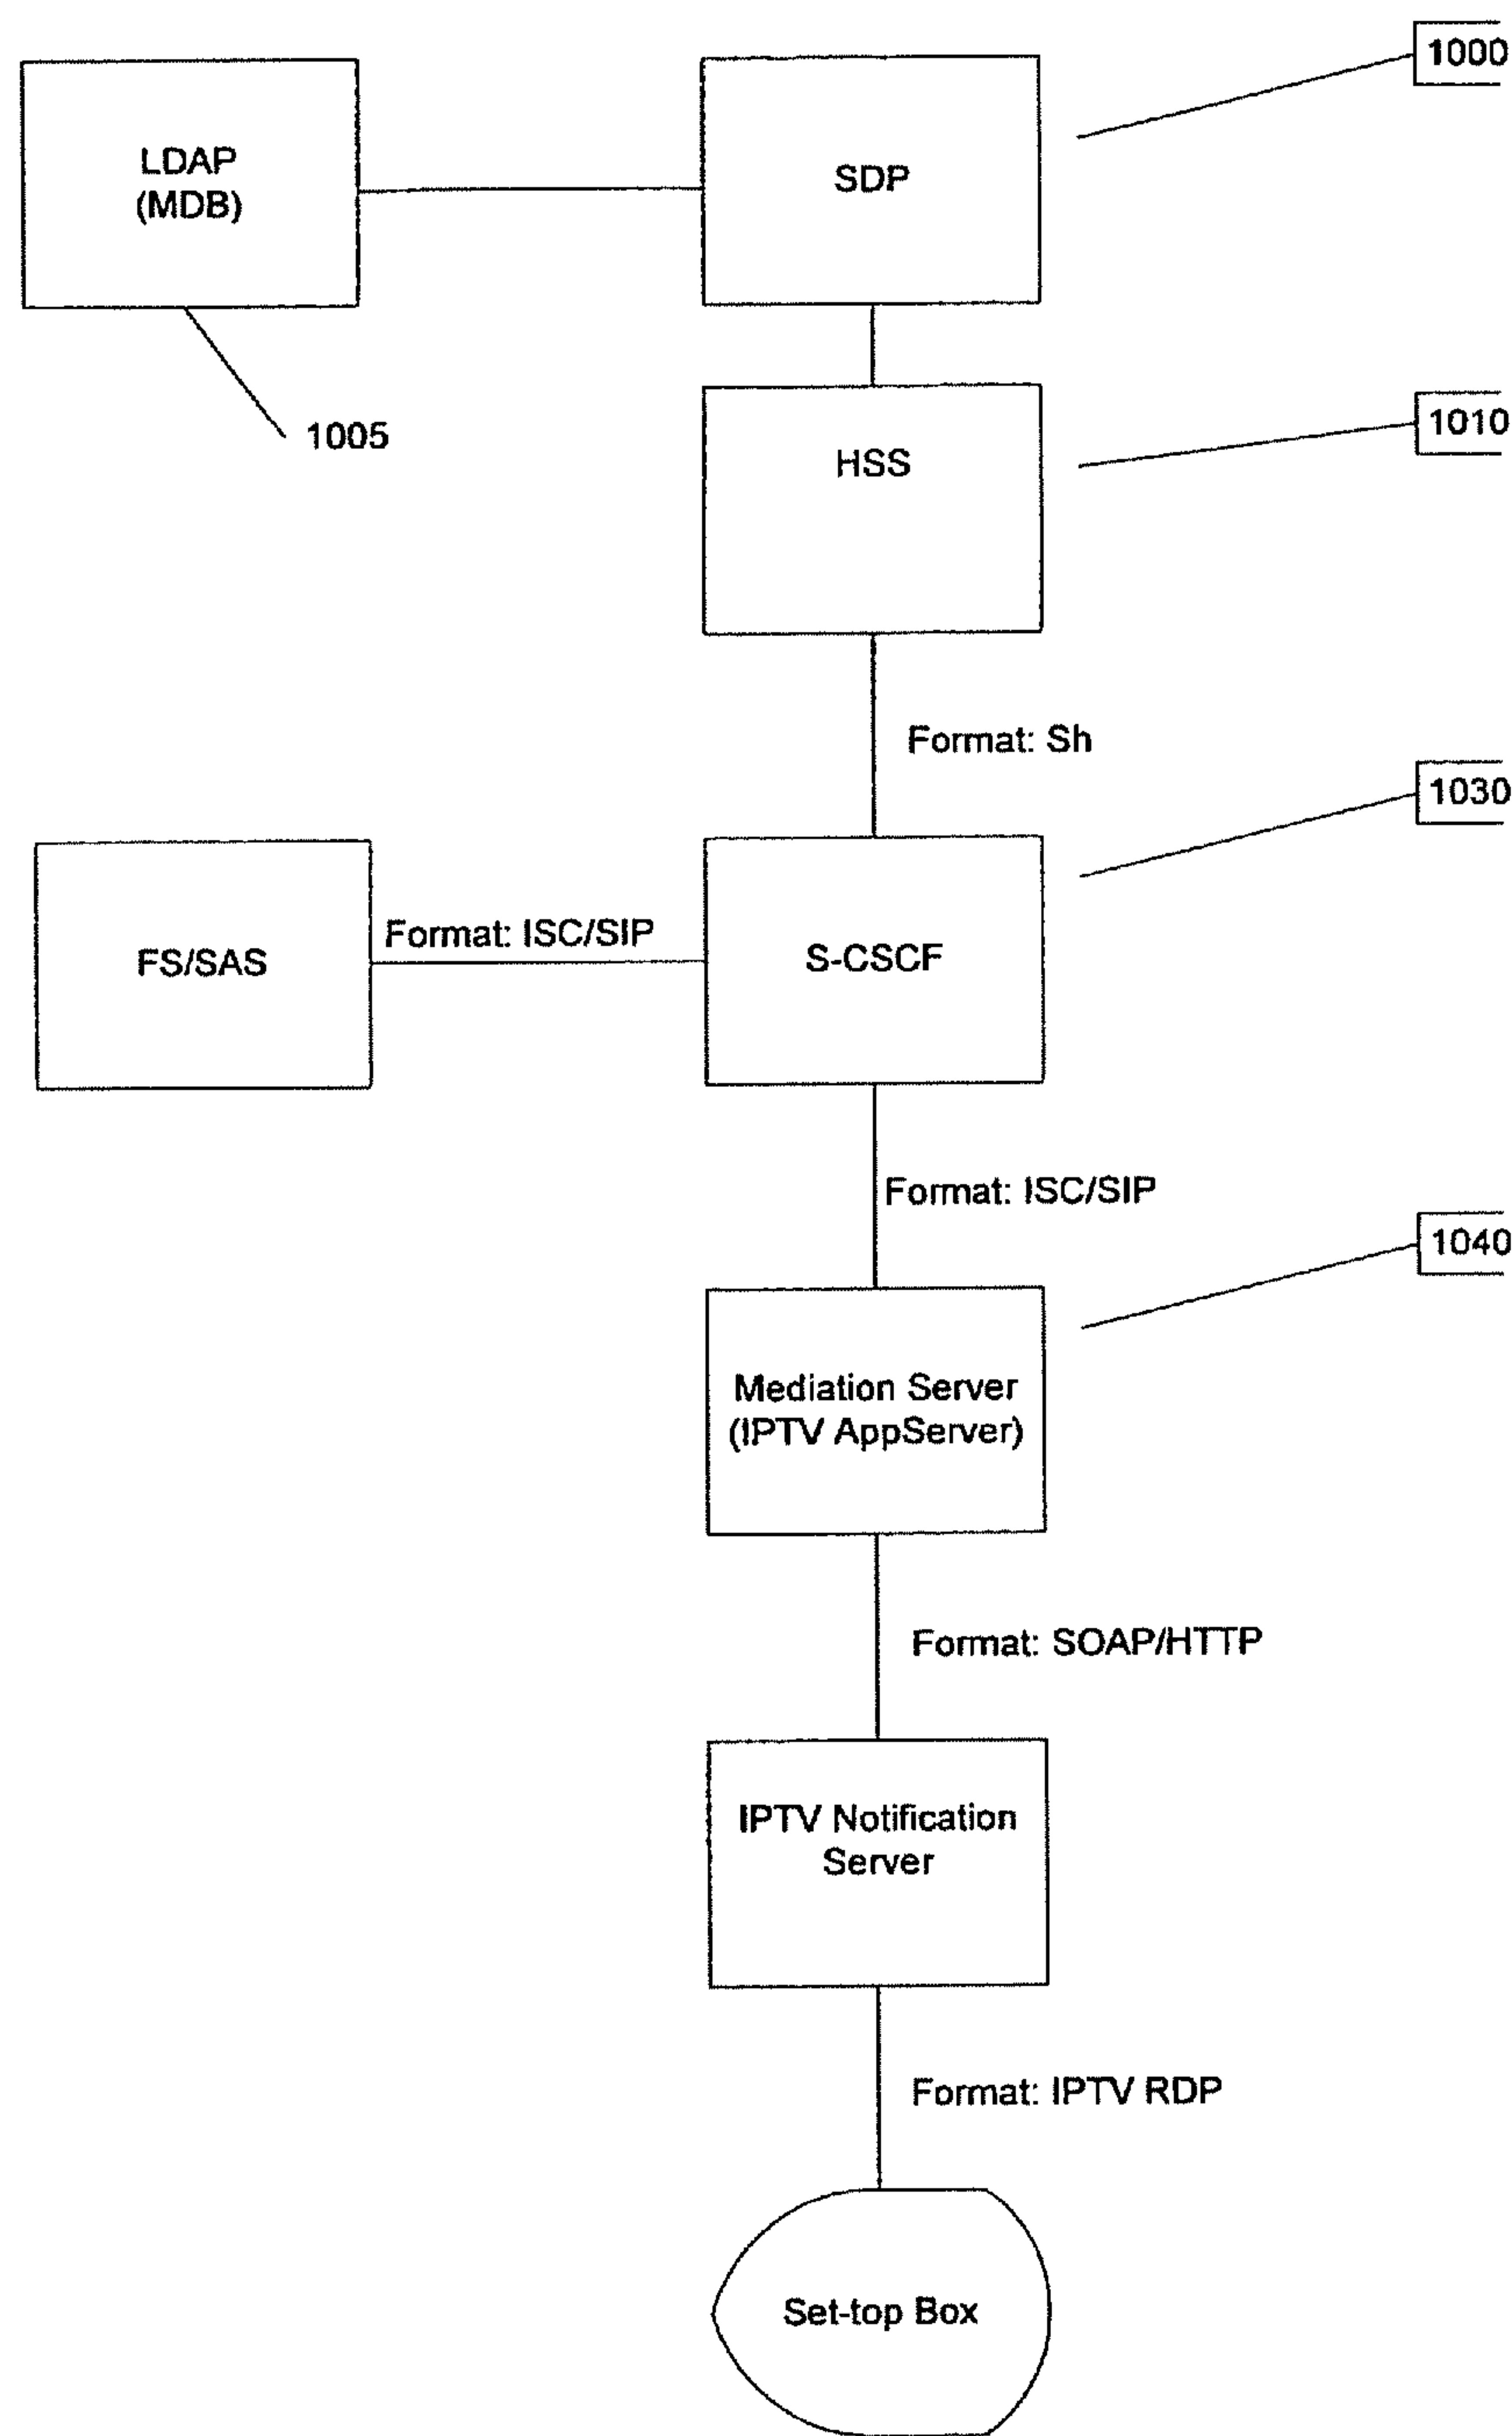 1000
LDAP
(MDB)
SDP
1005
1010
HSS
Format: Sh
1030
FS/SAS
Format: ISC/SIP
S-CSCF
Format: ISC/SIP
1040
Mediation Server
(IPTV AppServer)
Format: SOAP/HTTP
IPTV Notification
Server
Format: IPTV RDP
Set-top Box